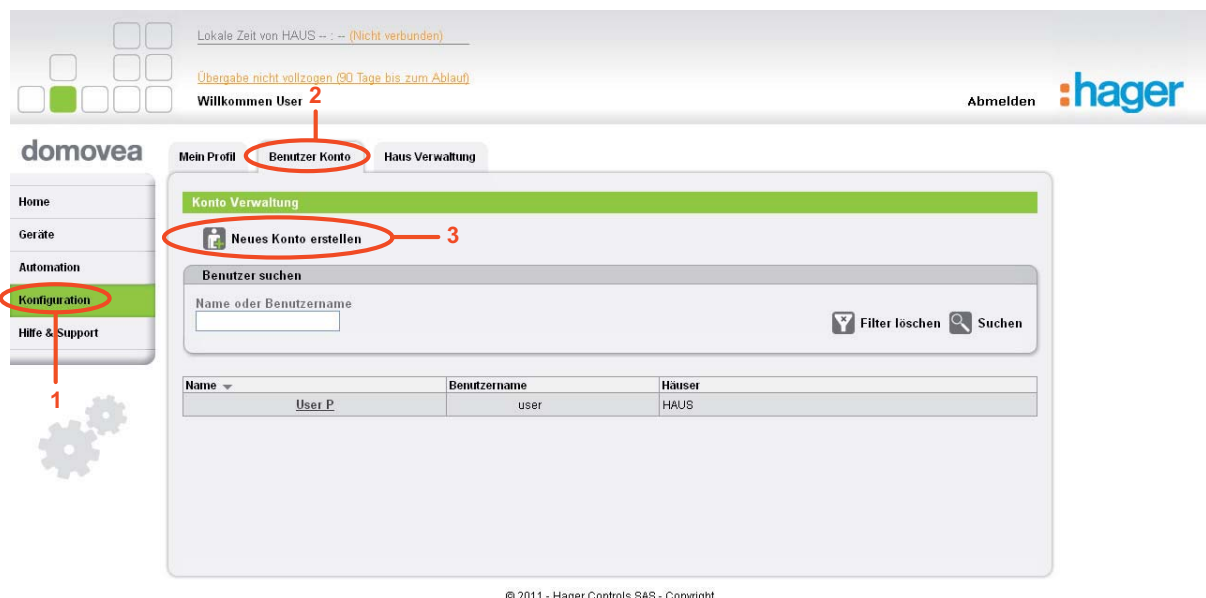 Lokale Zeit von HAUS -- : -- (Nicht verbunden)
Übergabe nicht vollzogen (90 Tage bis zum Ablauf)
Willkommen User
2
Abmelden
:hager
domovea
Mein Profil
Benutzer Konto
Haus Verwaltung
Home
Geräte
Automation
Konfiguration
Hilfe & Support
1
Konto Verwaltung
Neues Konto erstellen
3
Benutzer suchen
Name oder Benutzername
Filter löschen
Suchen
Name Benutzername Häuser
User P user HAUS
© 2011 - Hager Controls SAS - Copyright